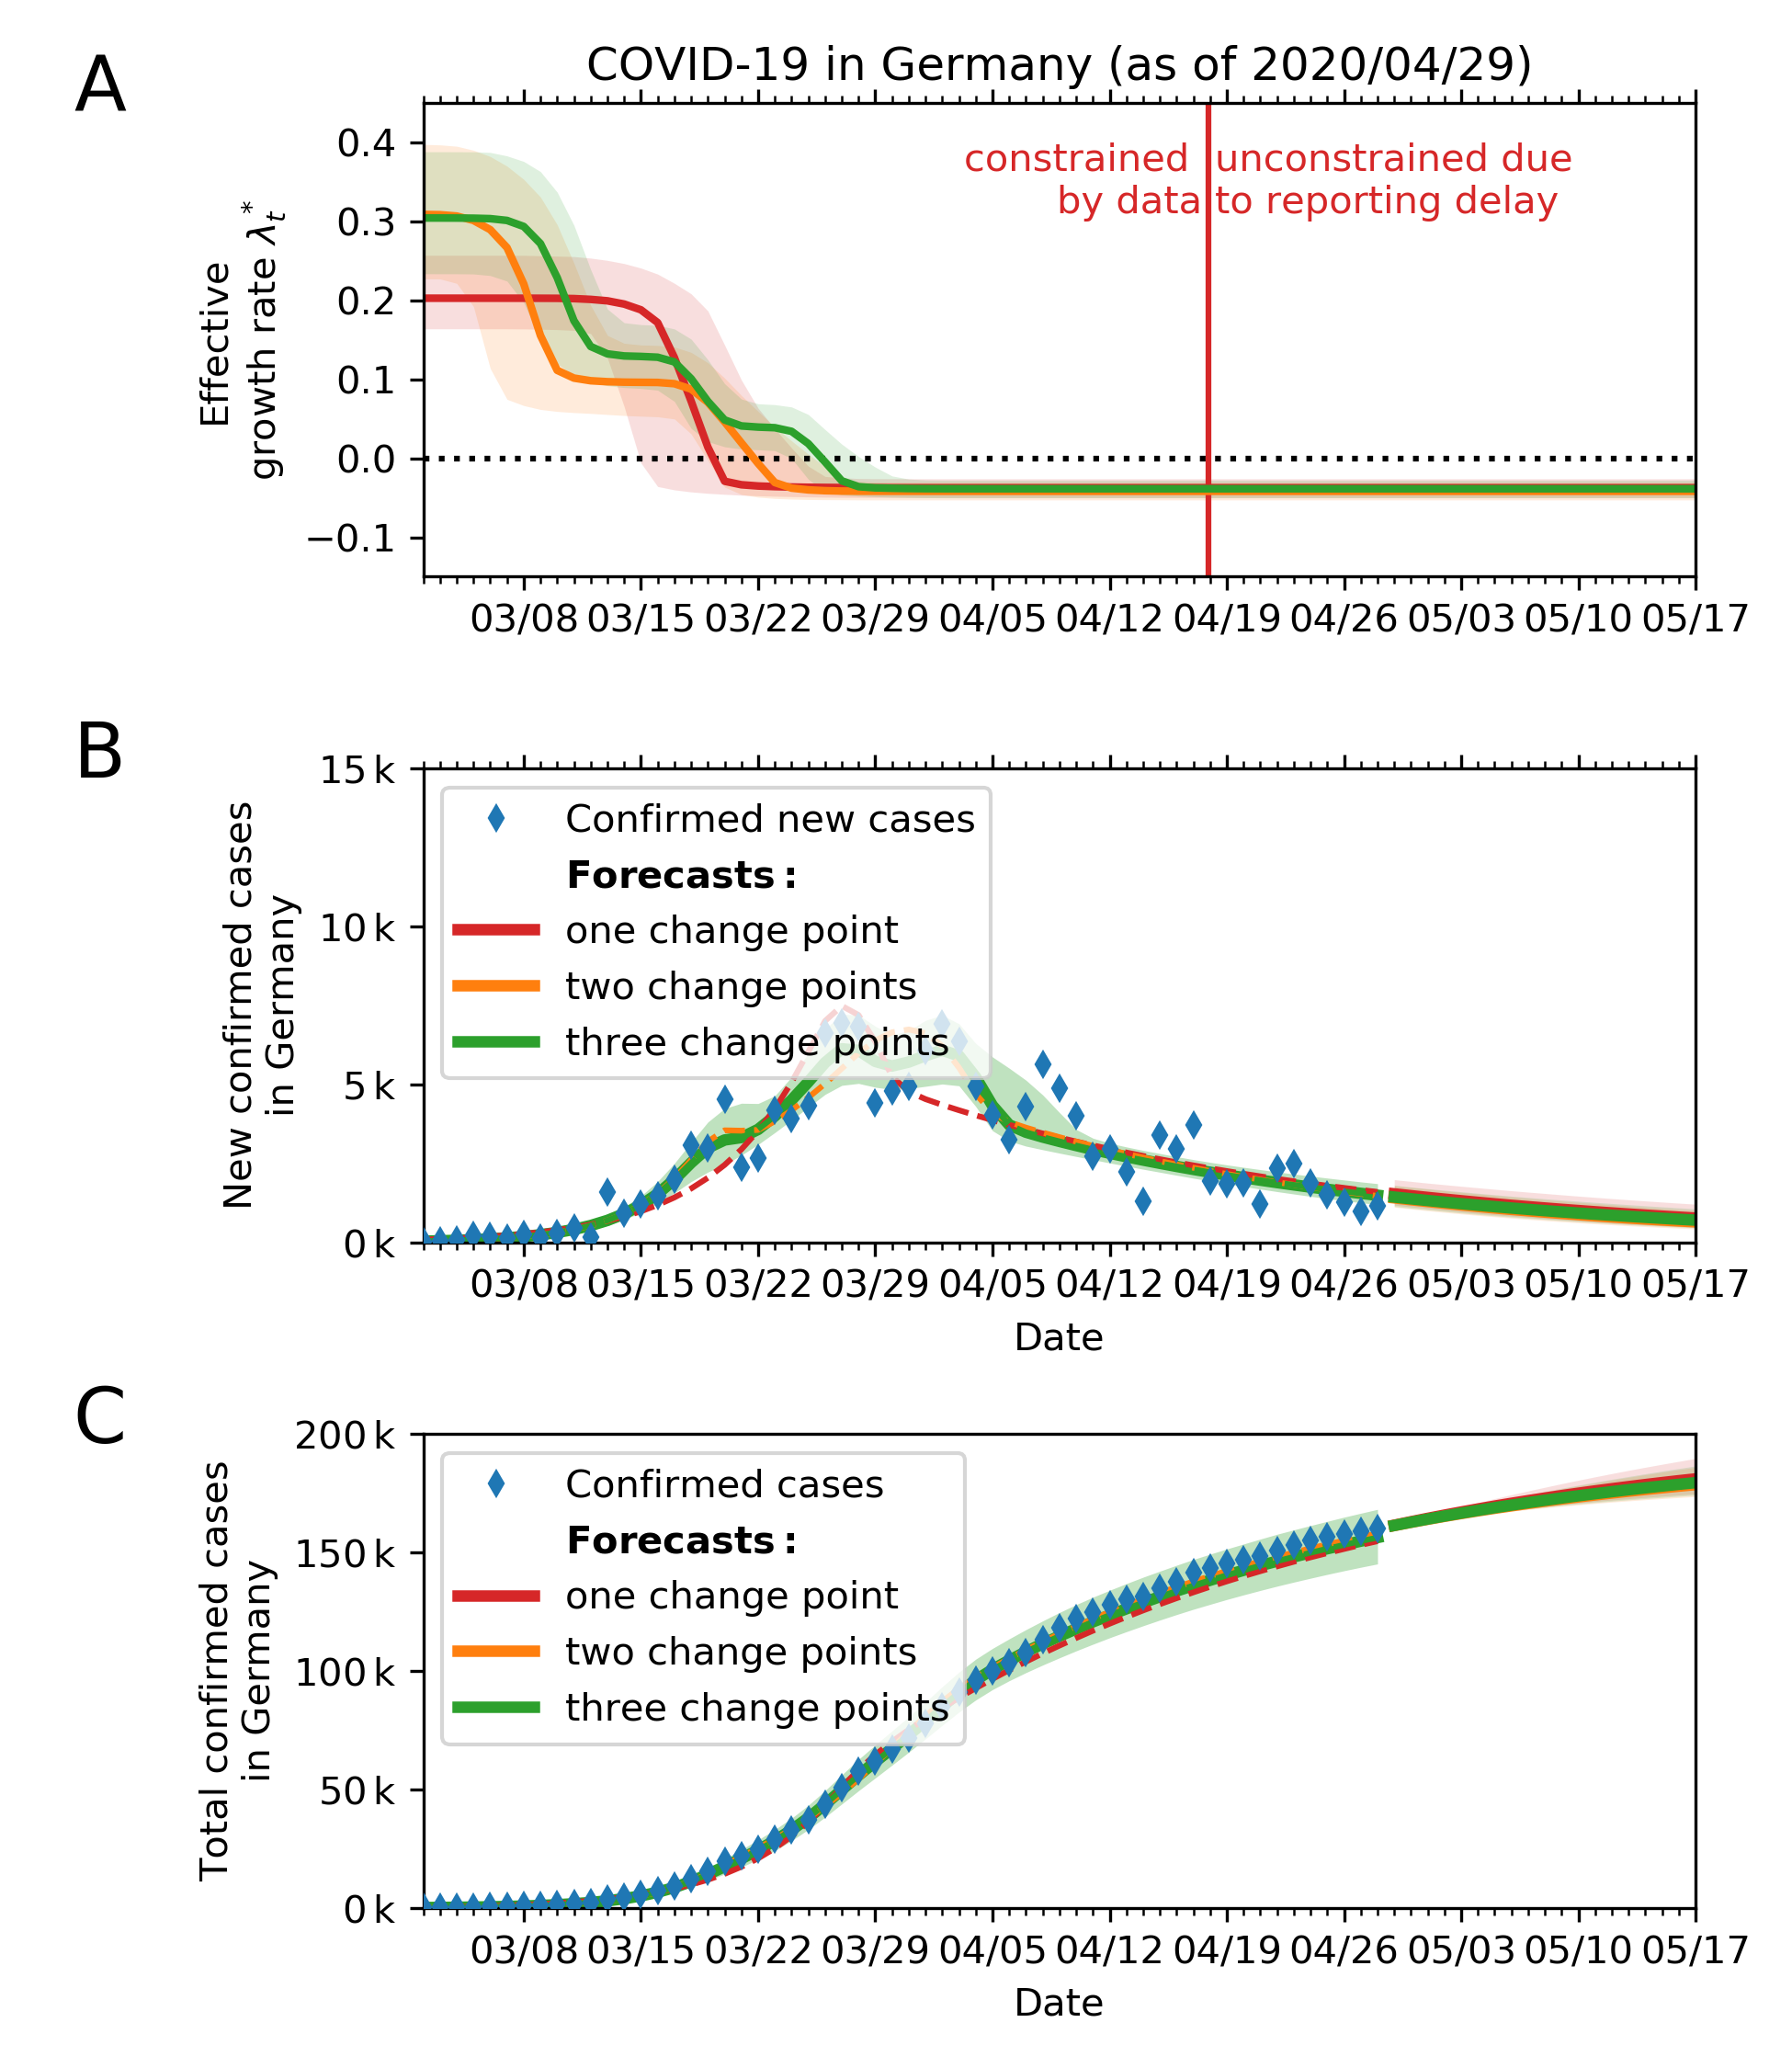 A
COVID-19 in Germany (as of 2020/04/29)
Effective
growth rate λ*t
0.4
0.3
0.2
0.1
0.0
−0.1
constrained
by data
unconstrained due
to reporting delay
03/08 03/15 03/22 03/29 04/05 04/12 04/19 04/26 05/03 05/10 05/17
B
New confirmed cases
in Germany
15 k
10 k
5 k
0 k
Confirmed new cases
Forecasts :
one change point
two change points
three change points
03/08 03/15 03/22 03/29 04/05 04/12 04/19 04/26 05/03 05/10 05/17
Date
C
Total confirmed cases
in Germany
200 k
150 k
100 k
50 k
0 k
Confirmed cases
Forecasts :
one change point
two change points
three change points
03/08 03/15 03/22 03/29 04/05 04/12 04/19 04/26 05/03 05/10 05/17
Date